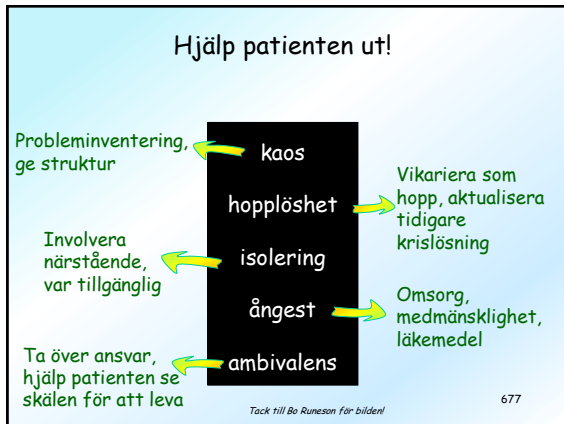 Hjälp patienten ut!
Probleminventering,
ge struktur
kaos
hopplöshet
Vikariera som
hopp, aktualisera
tidigare
krislösning
Involvera
närstående,
var tillgänglig
isolering
ångest
Omsorg,
medmänsklighet,
läkemedel
Ta över ansvar,
hjälp patienten se
skälen för att leva
ambivalens
Tack till Bo Runeson för bilden!
677